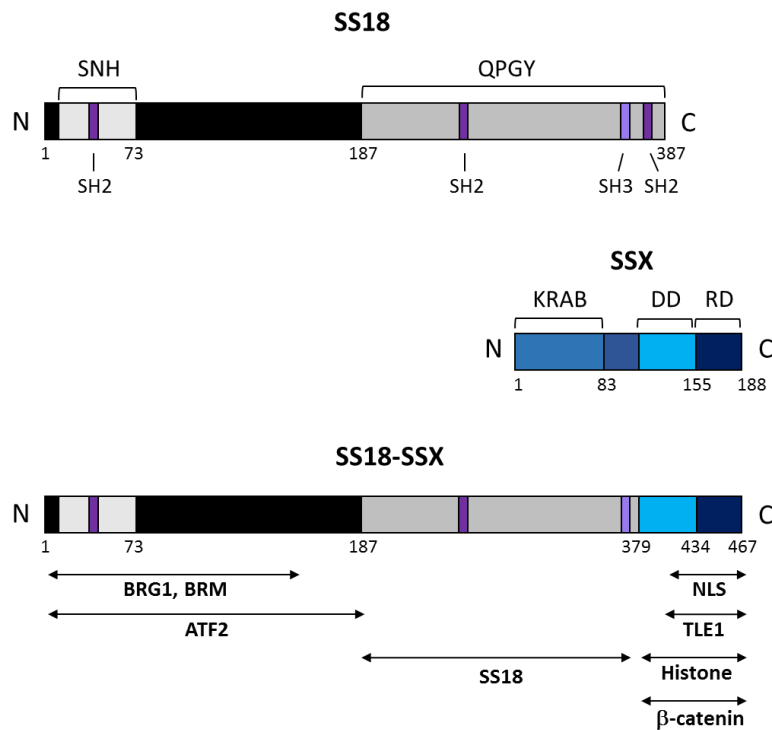 SS18
SNH QPGY
N C
1 73 187 387
SH2 SH2 SH3 SH2
SSX
KRAB DD RD
N C
1 83 155 188
SS18-SSX
N C
1 73 187 379 434 467
BRG1, BRM NLS
ATF2 TLE1
SS18 Histone
β-catenin